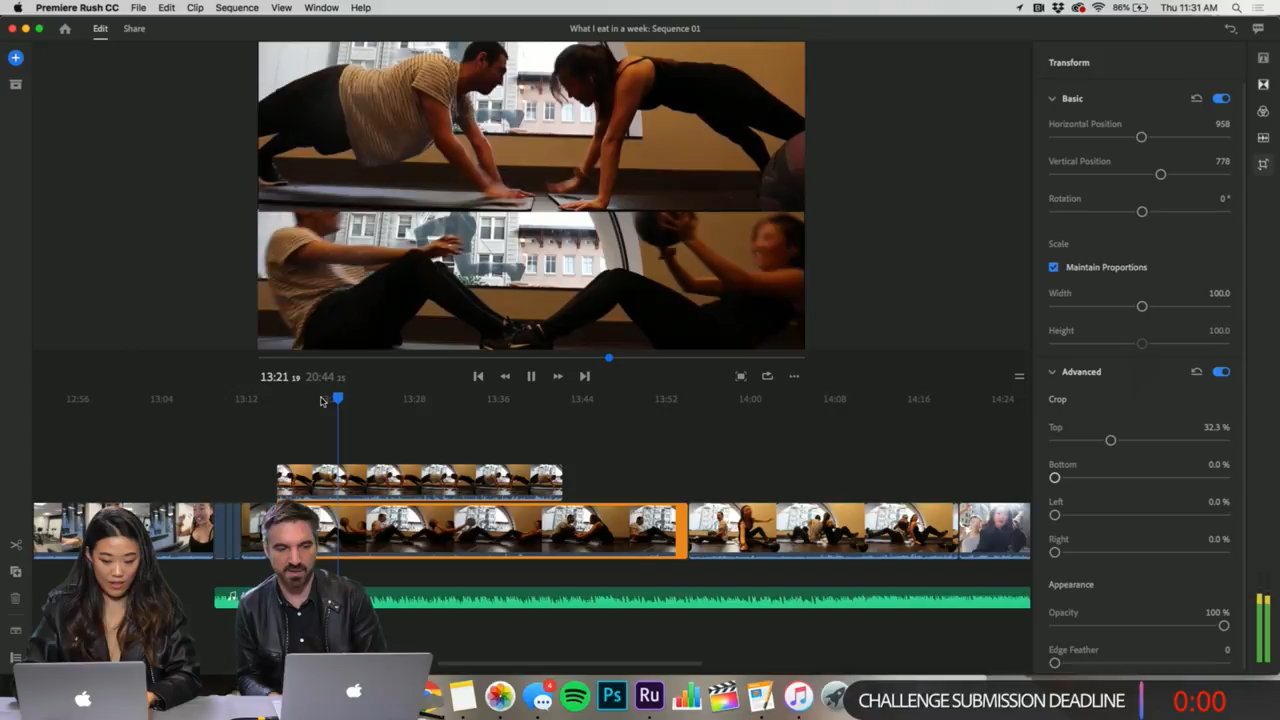 Premiere Rush CC File Edit Clip Sequence View Window Help 86% Thu 11:31 AM
Edit Share What I eat in a week: Sequence 01
Transform
Basic
Horizontal Position 958
Vertical Position 778
Rotation 0°
Scale
Maintain Proportions
Width 100.0
Height 100.0
13:21 19 20:44 25
Advanced
12:56 13:04 13:12 13:28 13:36 13:44 13:52 14:00 14:08 14:16 14:24
Crop
Top 32.3 %
Bottom 0.0 %
Left 0.0 %
Right 0.0 %
Appearance
Opacity 100 %
Edge Feather 0
4
Ps Ru
CHALLENGE SUBMISSION DEADLINE 0:00